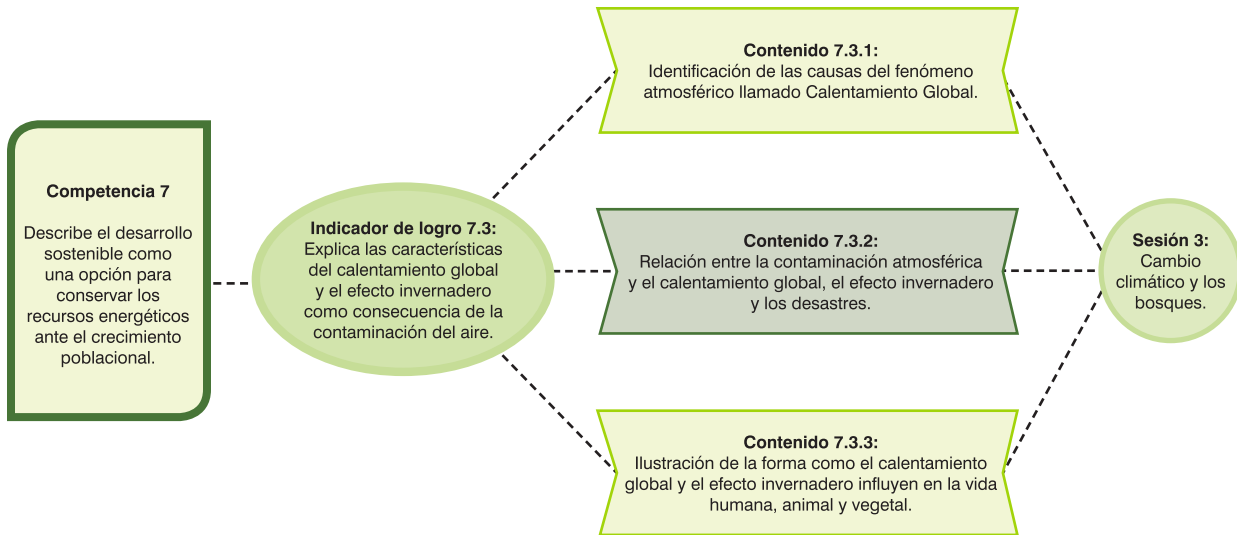 Competencia 7
Describe el desarrollo
sostenible como
una opción para
conservar los
recursos energéticos
ante el crecimiento
poblacional.
Indicador de logro 7.3:
Explica las características
del calentamiento global
y el efecto invernadero
como consecuencia de la
contaminación del aire.
Contenido 7.3.1:
Identificación de las causas del fenómeno
atmosférico llamado Calentamiento Global.
Contenido 7.3.2:
Relación entre la contaminación atmosférica
y el calentamiento global, el efecto invernadero
y los desastres.
Contenido 7.3.3:
Ilustración de la forma como el calentamiento
global y el efecto invernadero influyen en la vida
humana, animal y vegetal.
Sesión 3:
Cambio
climático y los
bosques.